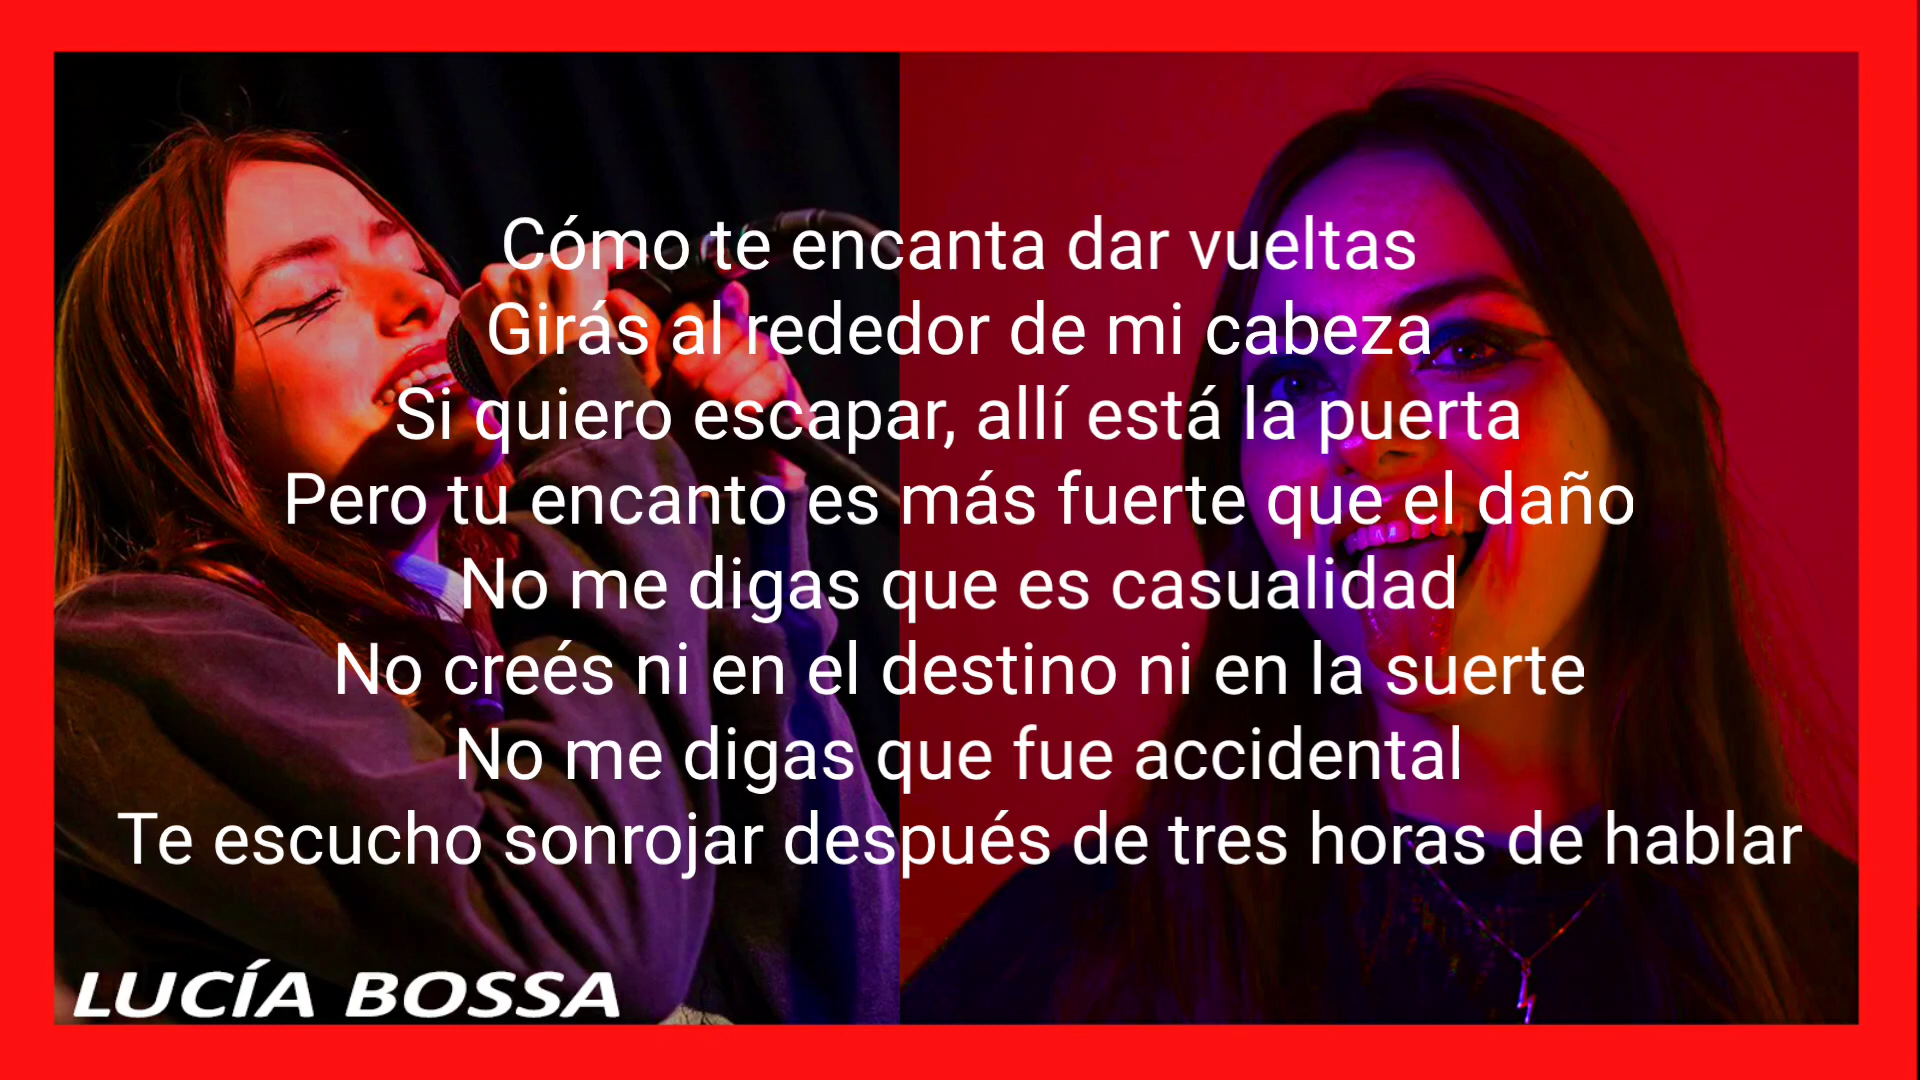 Cómo te encanta dar vueltas
Girás al rededor de mi cabeza
Si quiero escapar, allí está la puerta
Pero tu encanto es más fuerte que el daño
No me digas que es casualidad
No creés ni en el destino ni en la suerte
No me digas que fue accidental
Te escucho sonrojar después de tres horas de hablar
LUCÍA BOSSA